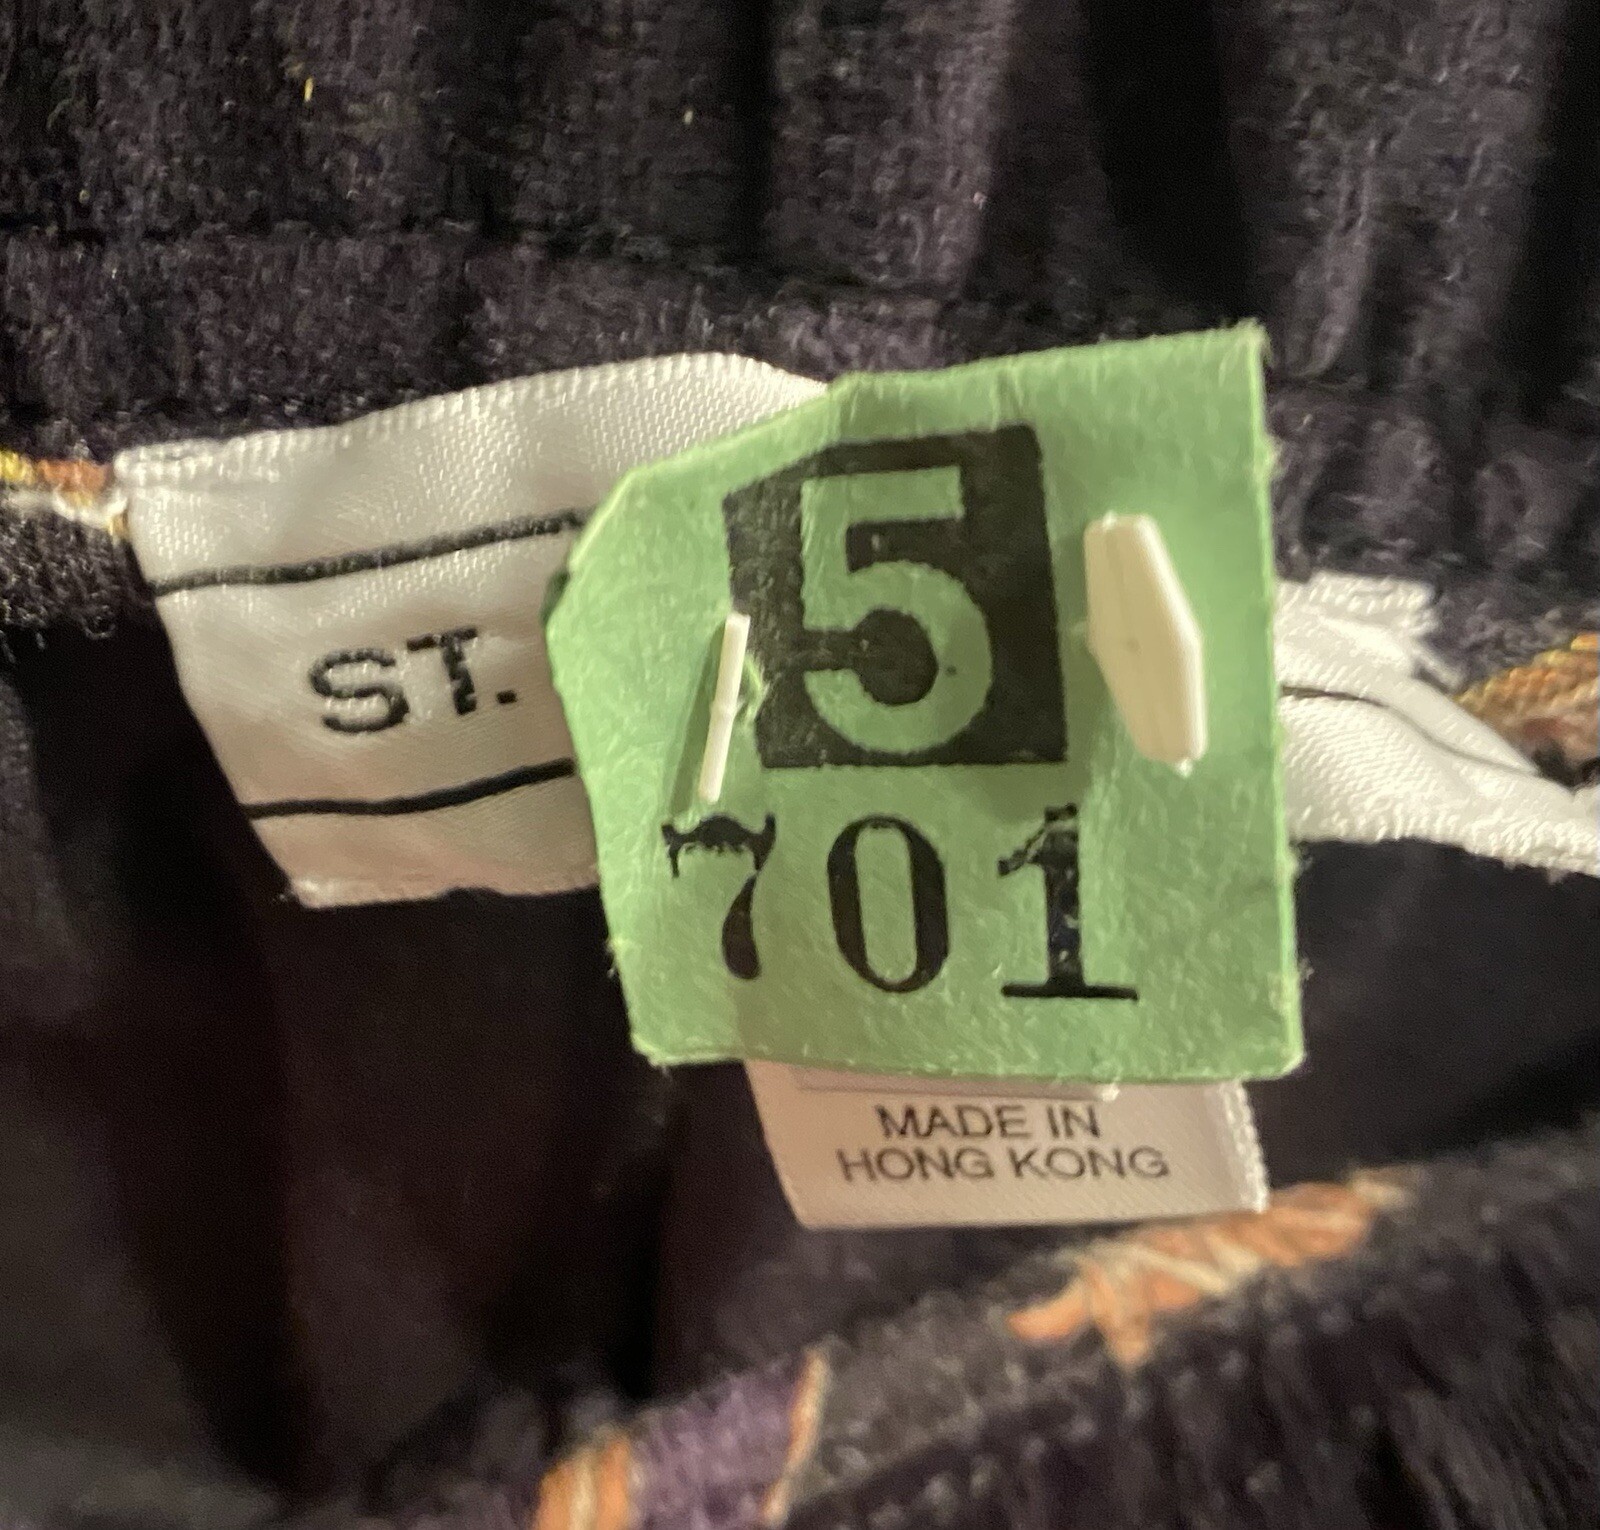 ST.
5
701
MADE IN
HONG KONG